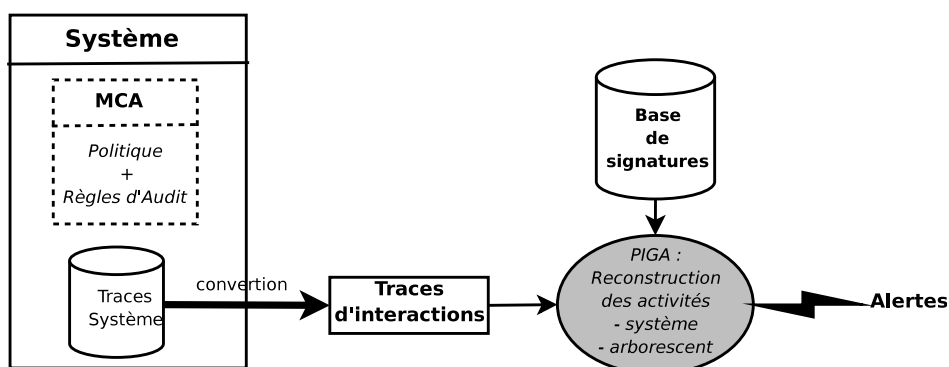 Système
MCA
Politique
+
Règles d'Audit
Traces
Système
convertion
Traces
d'interactions
Base
de
signatures
PIGA :
Reconstruction
des activités
- système
- arborescent
Alertes